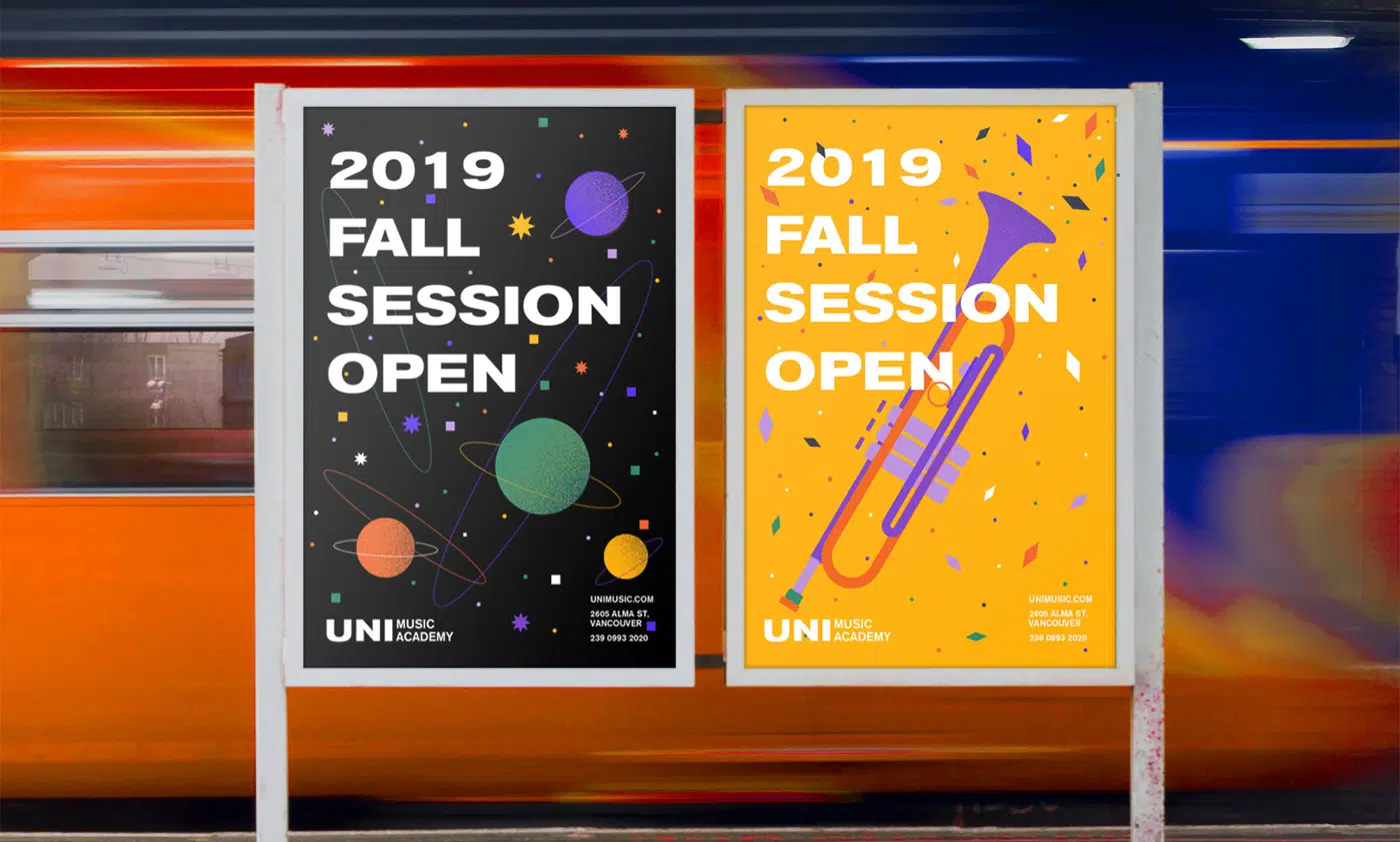 2019
FALL
SESSION
OPEN
UNIMUSIC.COM
2605 ALMA ST,
VANCOUVER
239 0993 2020
UNI MUSIC
ACADEMY
2019
FALL
SESSION
OPEN
UNIMUSIC.COM
2605 ALMA ST,
VANCOUVER
239 0993 2020
UNI MUSIC
ACADEMY